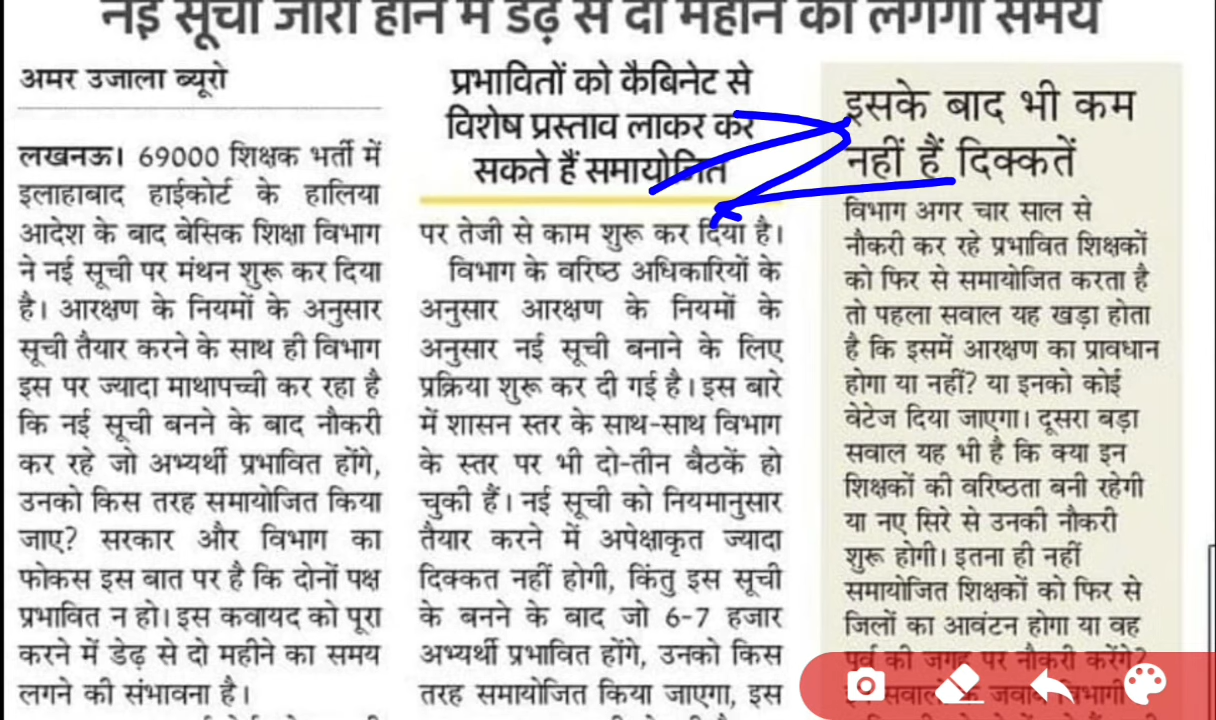 नई सूची जारी होने में डेढ़ से दो महीने का लगेगा समय
अमर उजाला ब्यूरो
लखनऊ। 69000 शिक्षक भर्ती में
इलाहाबाद हाईकोर्ट के हालिया
आदेश के बाद बेसिक शिक्षा विभाग
ने नई सूची पर मंथन शुरू कर दिया
है। आरक्षण के नियमों के अनुसार
सूची तैयार करने के साथ ही विभाग
इस पर ज्यादा माथापच्ची कर रहा है
कि नई सूची बनने के बाद नौकरी
कर रहे जो अभ्यर्थी प्रभावित होंगे,
उनको किस तरह समायोजित किया
जाए? सरकार और विभाग का
फोकस इस बात पर है कि दोनों पक्ष
प्रभावित न हो। इस कवायद को पूरा
करने में डेढ़ से दो महीने का समय
लगने की संभावना है।
प्रभावितों को कैबिनेट से
विशेष प्रस्ताव लाकर कर
सकते हैं समायोजित
पर तेजी से काम शुरू कर दिया है।
विभाग के वरिष्ठ अधिकारियों के
अनुसार आरक्षण के नियमों के
अनुसार नई सूची बनाने के लिए
प्रक्रिया शुरू कर दी गई है। इस बारे
में शासन स्तर के साथ-साथ विभाग
के स्तर पर भी दो-तीन बैठकें हो
चुकी हैं। नई सूची को नियमानुसार
तैयार करने में अपेक्षाकृत ज्यादा
दिक्कत नहीं होगी, किंतु इस सूची
के बनने के बाद जो 6-7 हजार
अभ्यर्थी प्रभावित होंगे, उनको किस
तरह समायोजित किया जाएगा, इस
इसके बाद भी कम
नहीं हैं दिक्कतें
विभाग अगर चार साल से
नौकरी कर रहे प्रभावित शिक्षकों
को फिर से समायोजित करता है
तो पहला सवाल यह खड़ा होता
है कि इसमें आरक्षण का प्रावधान
होगा या नहीं? या इनको कोई
वेटेज दिया जाएगा। दूसरा बड़ा
सवाल यह भी है कि क्या इन
शिक्षकों की वरिष्ठता बनी रहेगी
या नए सिरे से उनकी नौकरी
शुरू होगी। इतना ही नहीं
समायोजित शिक्षकों को फिर से
जिलों का आवंटन होगा या वह
पूर्व की जगह पर नौकरी करेंगे?
सवालों के जवाब विभागी